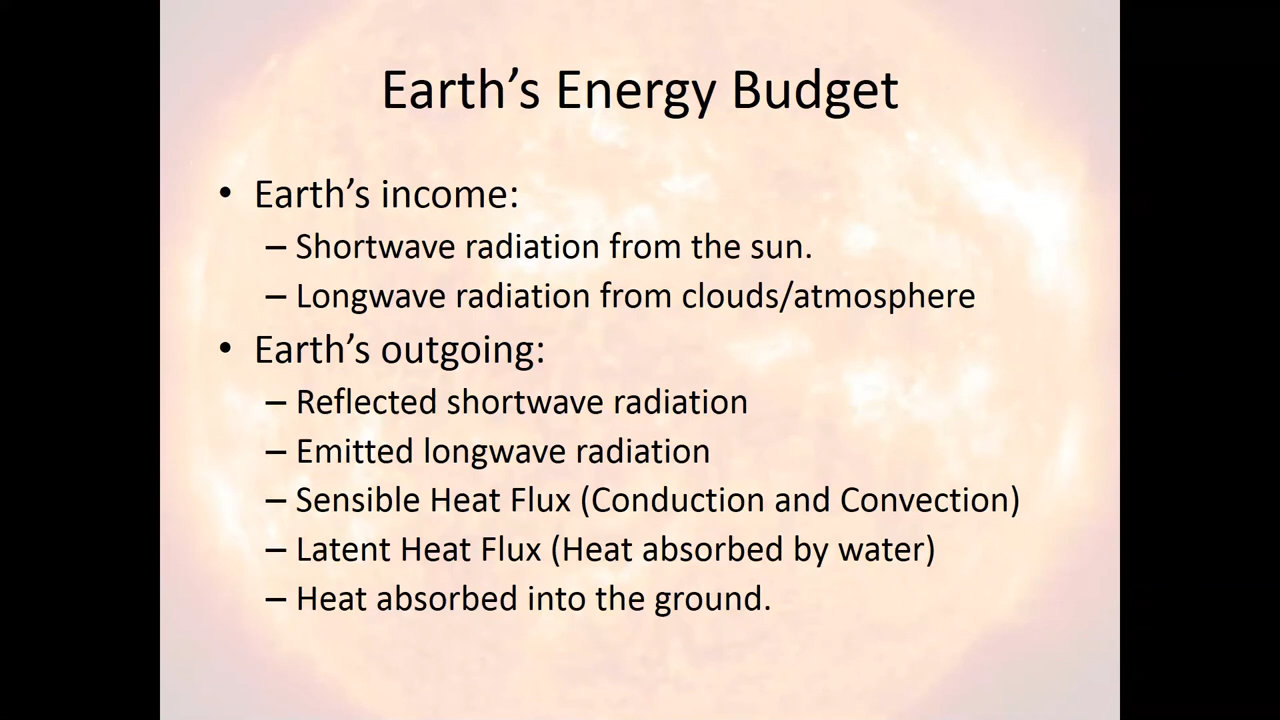 Earth’s Energy Budget
• Earth’s income:
– Shortwave radiation from the sun.
– Longwave radiation from clouds/atmosphere
• Earth’s outgoing:
– Reflected shortwave radiation
– Emitted longwave radiation
– Sensible Heat Flux (Conduction and Convection)
– Latent Heat Flux (Heat absorbed by water)
– Heat absorbed into the ground.